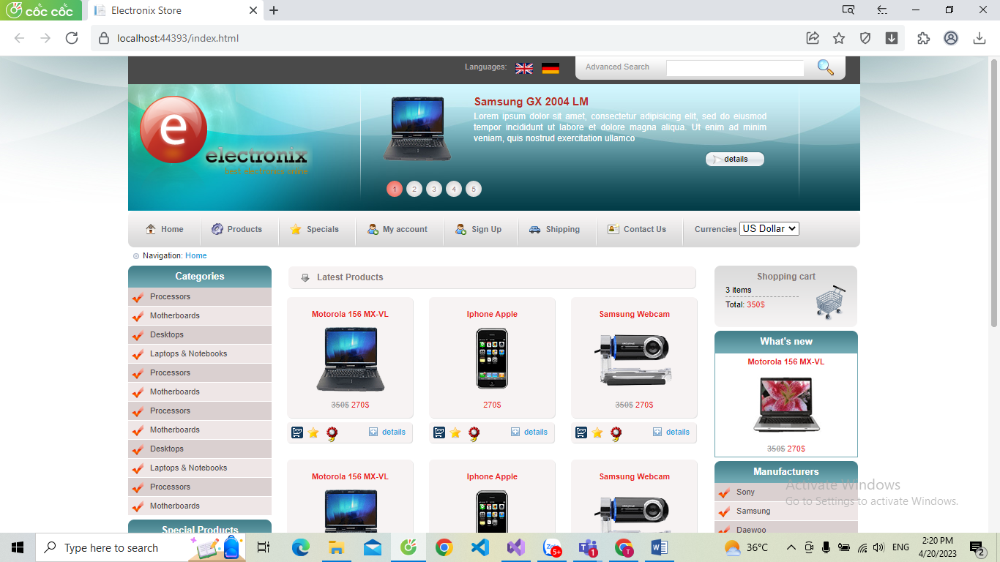 cốc cốc
Electronix Store
localhost:44393/index.html
Languages:
Advanced Search
e
electronix
Samsung GX 2004 LM
Lorem ipsum dolor sit amet, consectetur adipisicing elit, sed do eiusmod
tempor incididunt ut labore et dolore magna aliqua. Ut enim ad minim
veniam, quis nostrud exercitation ullamco
details
1 2 3 4 5
Home Products Specials My account Sign Up Shipping Contact Us Currencies US Dollar
Navigation: Home
Categories
Processors
Motherboards
Desktops
Laptops & Notebooks
Processors
Motherboards
Processors
Motherboards
Desktops
Laptops & Notebooks
Processors
Motherboards
Special Products
Latest Products
Motorola 156 MX-VL Iphone Apple Samsung Webcam
350$ 270$ 270$ 350$ 270$
details details details
Motorola 156 MX-VL Iphone Apple Samsung Webcam
Shopping cart
3 items
Total: 350$
What's new
Motorola 156 MX-VL
350$ 270$
Manufacturers
Sony
Samsung
Daewoo
Activate Windows
Go to Settings to activate Windows.
Type here to search
5+
1
T
36°C
ENG
2:20 PM
4/20/2023
2